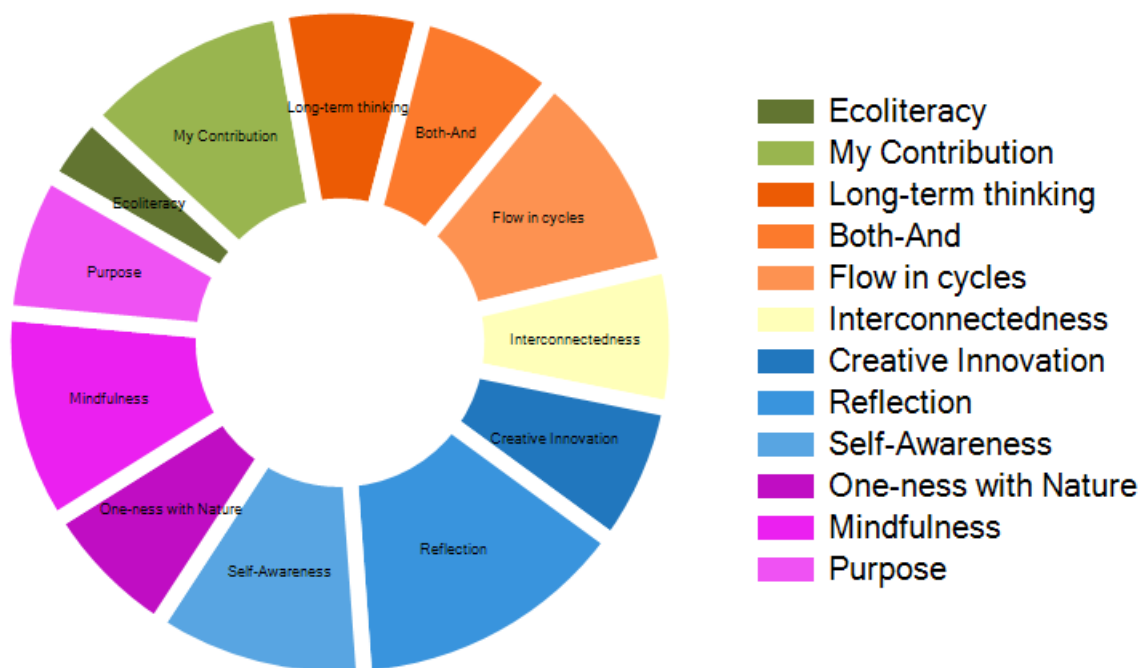 Long-term thinking
My Contribution
Both-And
Ecoliteracy
Flow in cycles
Purpose
Interconnectedness
Mindfulness
Creative Innovation
One-ness with Nature
Reflection
Self-Awareness
Ecoliteracy
My Contribution
Long-term thinking
Both-And
Flow in cycles
Interconnectedness
Creative Innovation
Reflection
Self-Awareness
One-ness with Nature
Mindfulness
Purpose